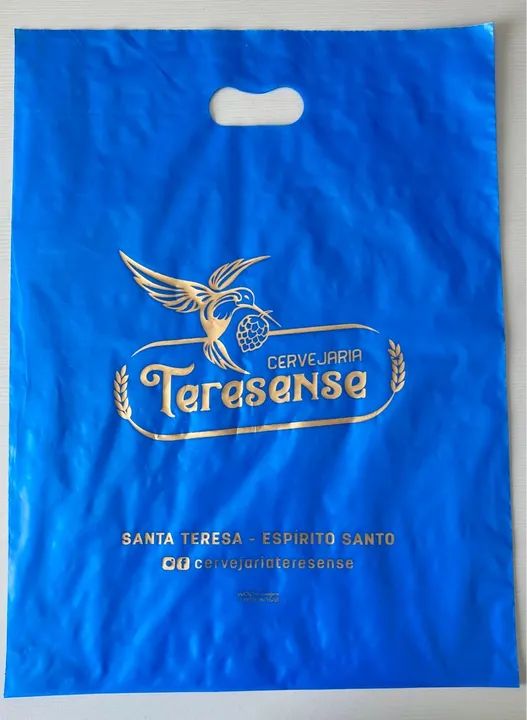 CERVEJARIA
Teresense
SANTA TERESA - ESPÍRITO SANTO
cervejariateresense